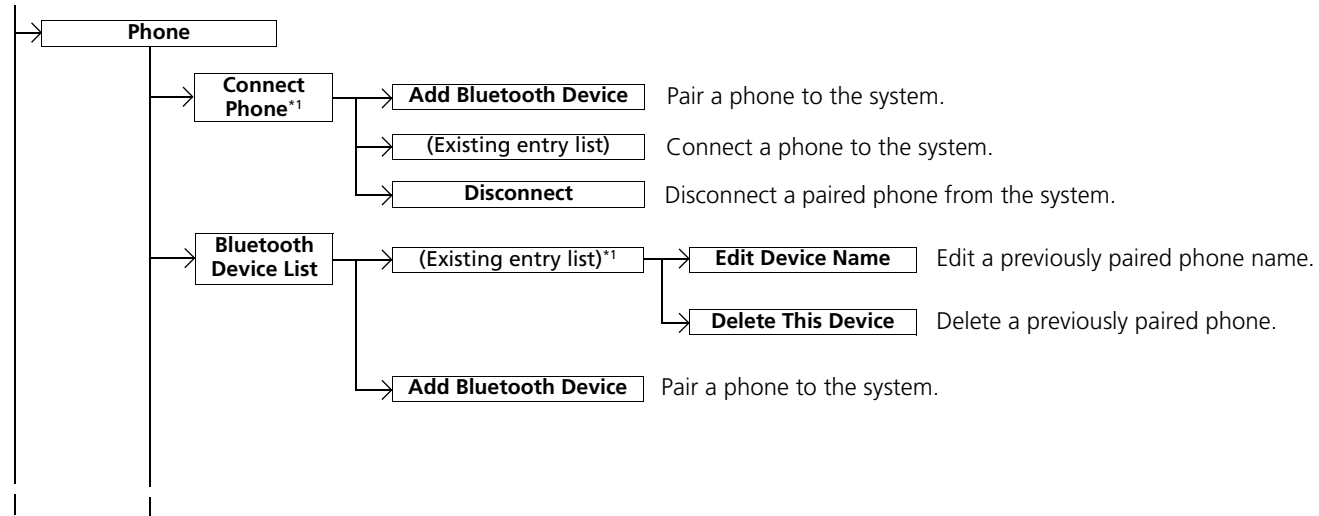 Phone
Connect
Phone*1
Add Bluetooth Device Pair a phone to the system.
(Existing entry list) Connect a phone to the system.
Disconnect Disconnect a paired phone from the system.
Bluetooth
Device List
(Existing entry list)*1
Edit Device Name Edit a previously paired phone name.
Delete This Device Delete a previously paired phone.
Add Bluetooth Device Pair a phone to the system.